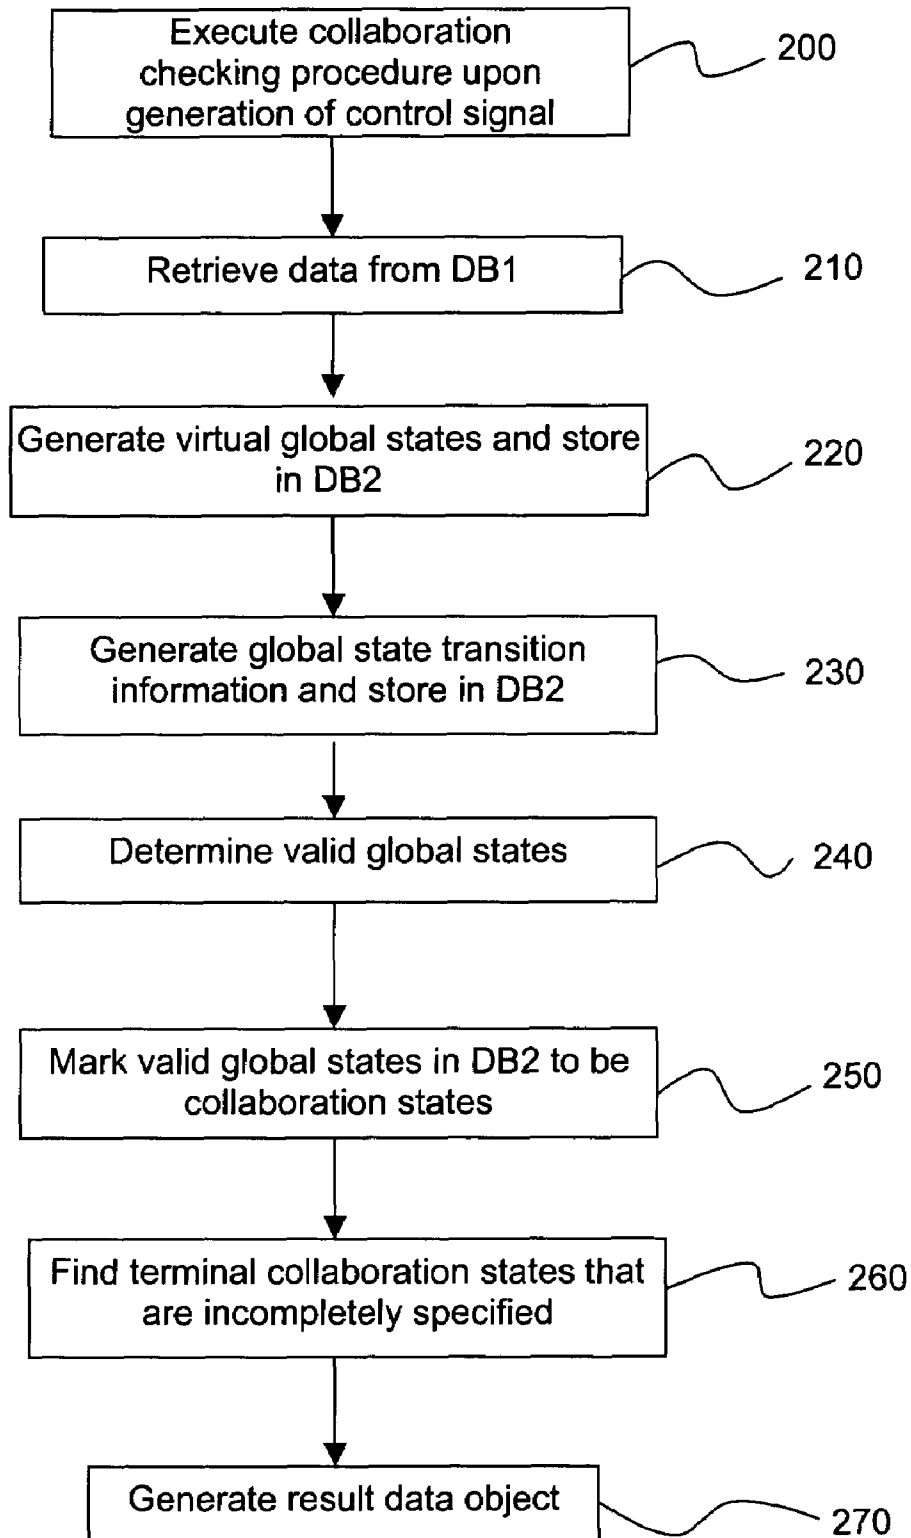 Execute collaboration
checking procedure upon
generation of control signal
200
Retrieve data from DB1
210
Generate virtual global states and store
in DB2
220
Generate global state transition
information and store in DB2
230
Determine valid global states
240
Mark valid global states in DB2 to be
collaboration states
250
Find terminal collaboration states that
are incompletely specified
260
Generate result data object
270